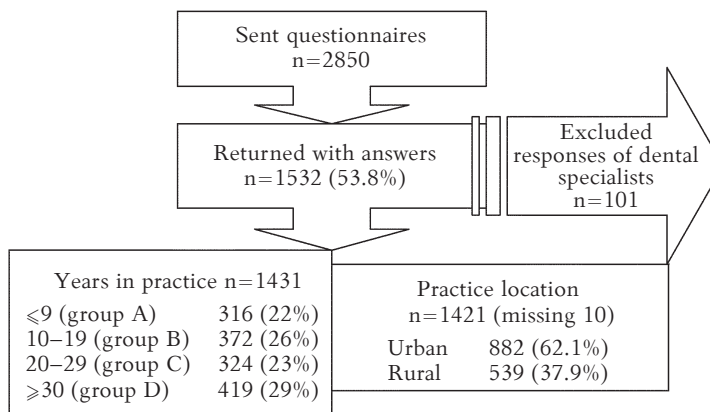 Sent questionnaires
n=2850
Returned with answers
n=1532 (53.8%)
Excluded
responses of dental
specialists
n=101
Years in practice n=1431
⩽9 (group A) 316 (22%)
10–19 (group B) 372 (26%)
20–29 (group C) 324 (23%)
⩾30 (group D) 419 (29%)
Practice location
n=1421 (missing 10)
Urban 882 (62.1%)
Rural 539 (37.9%)